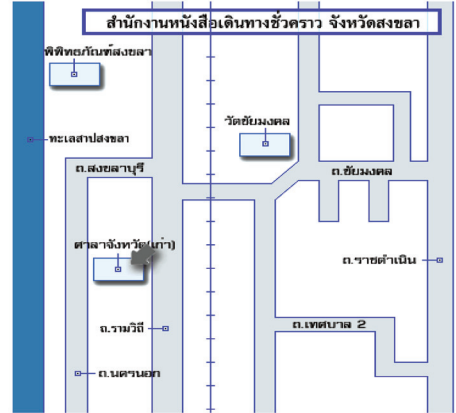 สำนักงานหนังสือเดินทางชั่วคราว จังหวัดสงขลา
พิพิทธภัณฑ์สงขลา
วัดชัยมงคล
ทะเลสาปสงขลา
ถ.สงขลาบุรี
ถ.ชัยมงคล
ศาลาจังหวัด(เก่า)
ถ.ราชดำเนิน
ถ.รามวิถี
ถ.เทศบาล 2
ถ.นครนอก